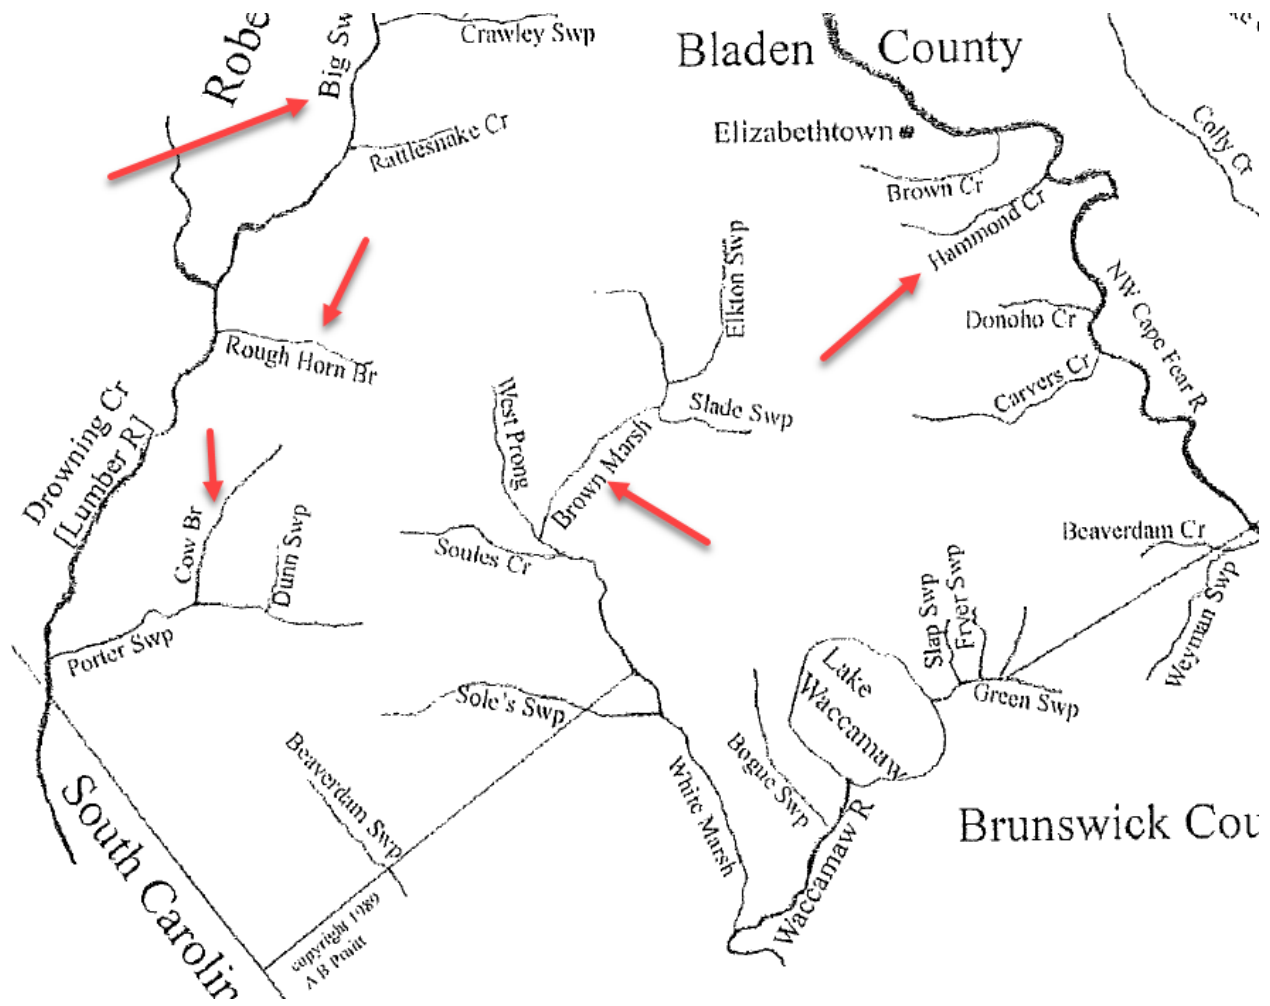 Robe
Big Sw
Crawley Swp
Bladen County
Elizabethtown
Colly Cr
Rattlesnake Cr
Brown Cr
Hammond Cr
Elkton Swp
NW Cape Fear R
Donoho Cr
Rough Horn Br
Carvers Cr
Slade Swp
West Prong
Brown Marsh
Drowning Cr
[Lumber R]
Cow Br
Dunn Swp
Soules Cr
Beaverdam Cr
Weyman Swp
Slap Swp
Fryer Swp
Porter Swp
Lake
Waccamaw
Green Swp
Sole's Swp
Beaverdam Swp
White Marsh
Bogue Swp
Waccamaw R
Brunswick Cou
South Carolin
copyright 1989
A B Pruitt